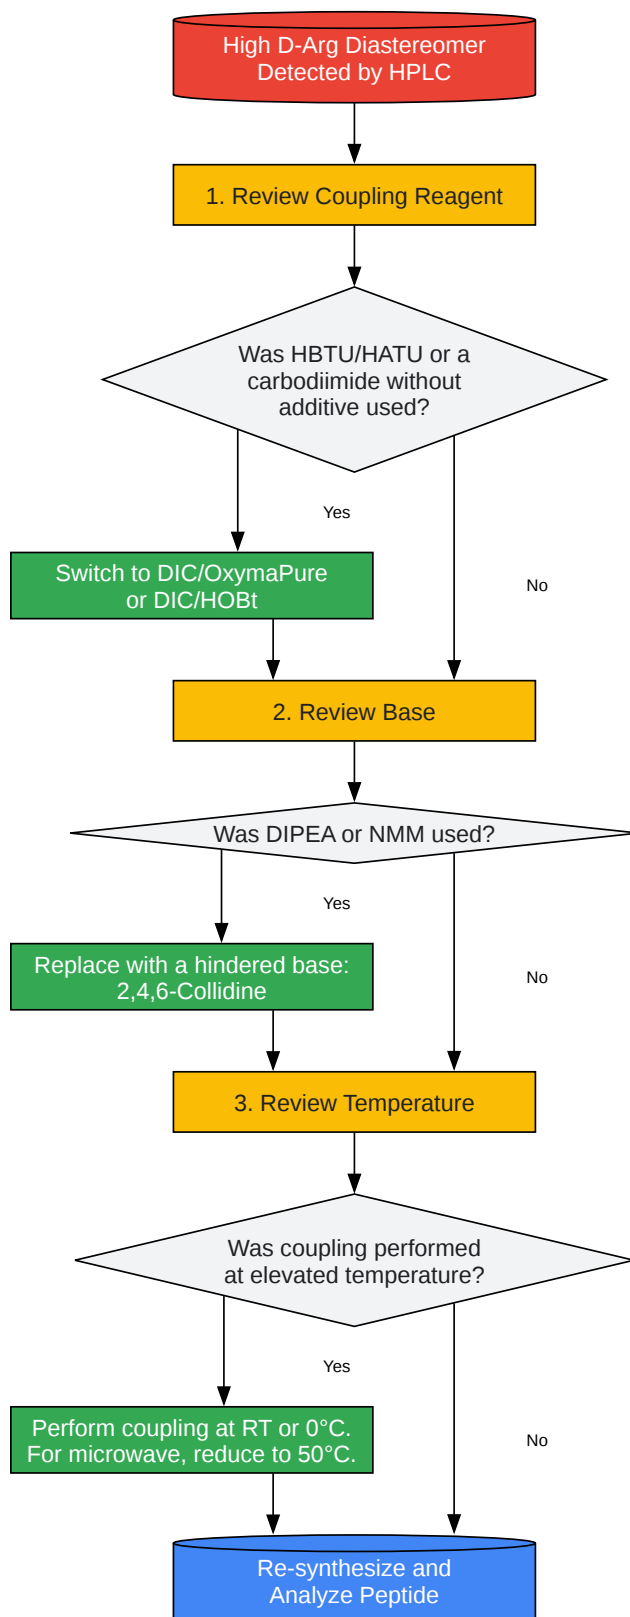 High D-Arg Diastereomer
Detected by HPLC
1. Review Coupling Reagent
Was HBTU/HATU or a
carbodiimide without
additive used?
Yes
Switch to DIC/OxymaPure
or DIC/HOBt
No
2. Review Base
Was DIPEA or NMM used?
Yes
Replace with a hindered base:
2,4,6-Collidine
No
3. Review Temperature
Was coupling performed
at elevated temperature?
Yes
Perform coupling at RT or 0°C.
For microwave, reduce to 50°C.
No
Re-synthesize and
Analyze Peptide